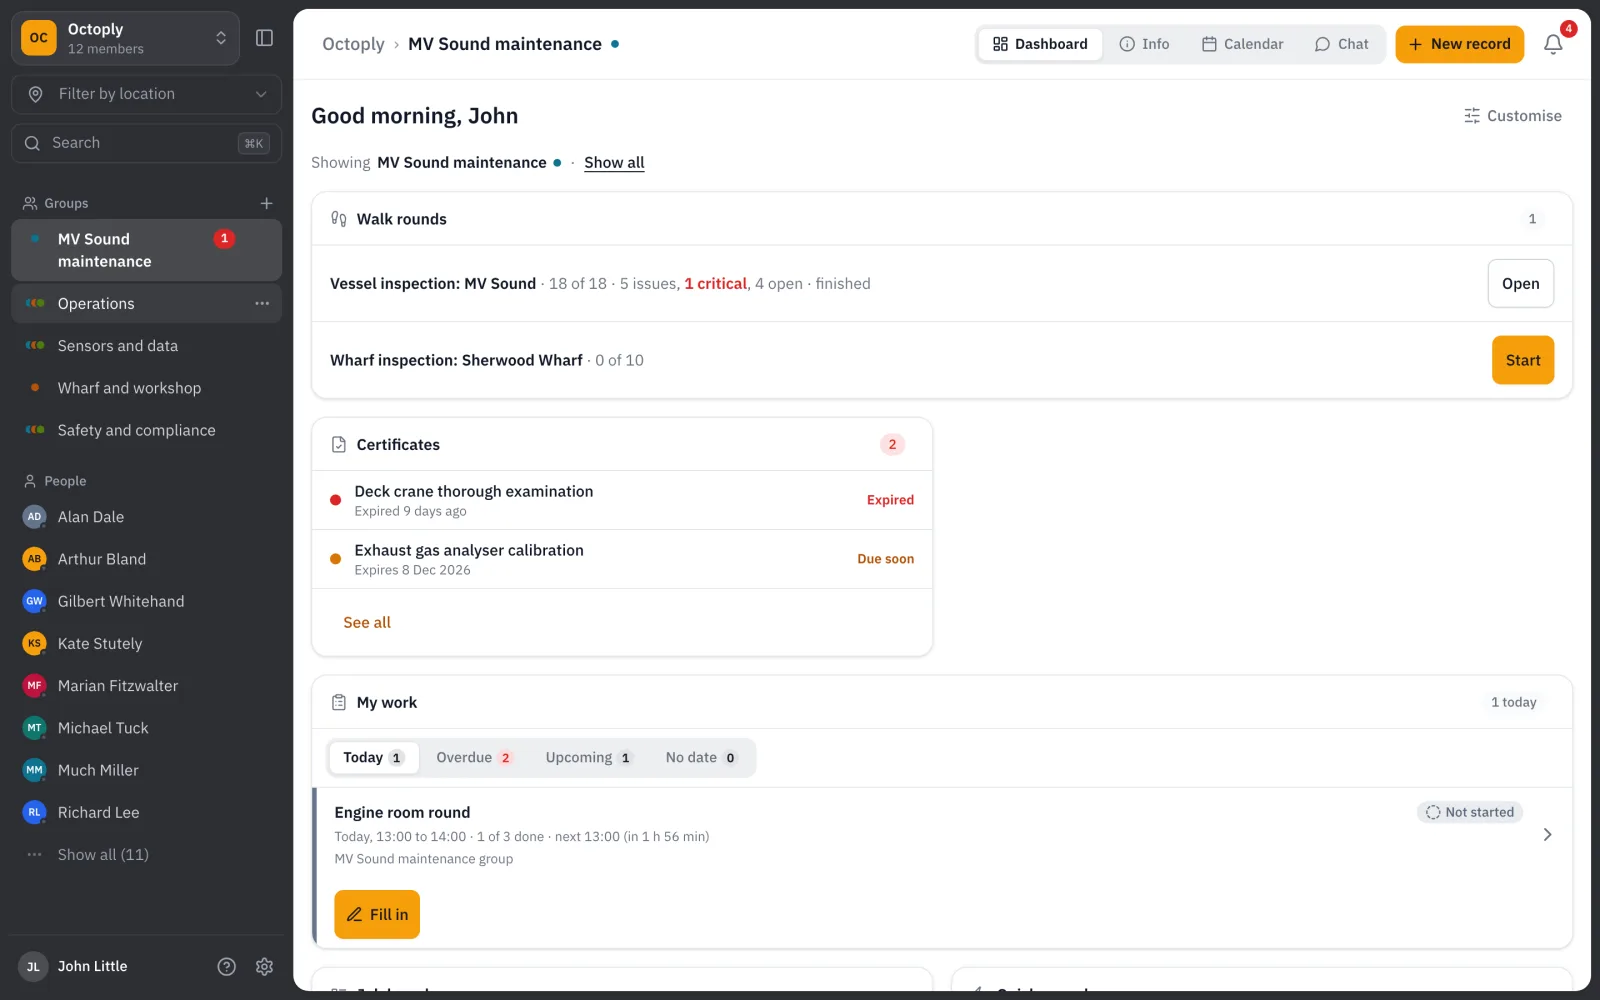 OC
Octoply
12 members
Filter by location
Search
⌘K
Groups
MV Sound
maintenance
1
Operations
Sensors and data
Wharf and workshop
Safety and compliance
People
AD
Alan Dale
AB
Arthur Bland
GW
Gilbert Whitehand
KS
Kate Stutely
MF
Marian Fitzwalter
MT
Michael Tuck
MM
Much Miller
RL
Richard Lee
Show all (11)
JL
John Little
Octoply › MV Sound maintenance
Dashboard
Info
Calendar
Chat
New record
4
Good morning, John
Customise
Showing MV Sound maintenance · Show all
Walk rounds
1
Vessel inspection: MV Sound · 18 of 18 · 5 issues, 1 critical, 4 open · finished
Open
Wharf inspection: Sherwood Wharf · 0 of 10
Start
Certificates
2
Deck crane thorough examination
Expired 9 days ago
Expired
Exhaust gas analyser calibration
Expires 8 Dec 2026
Due soon
See all
My work
1 today
Today 1
Overdue 2
Upcoming 1
No date 0
Engine room round
Not started
Today, 13:00 to 14:00 · 1 of 3 done · next 13:00 (in 1 h 56 min)
MV Sound maintenance group
Fill in